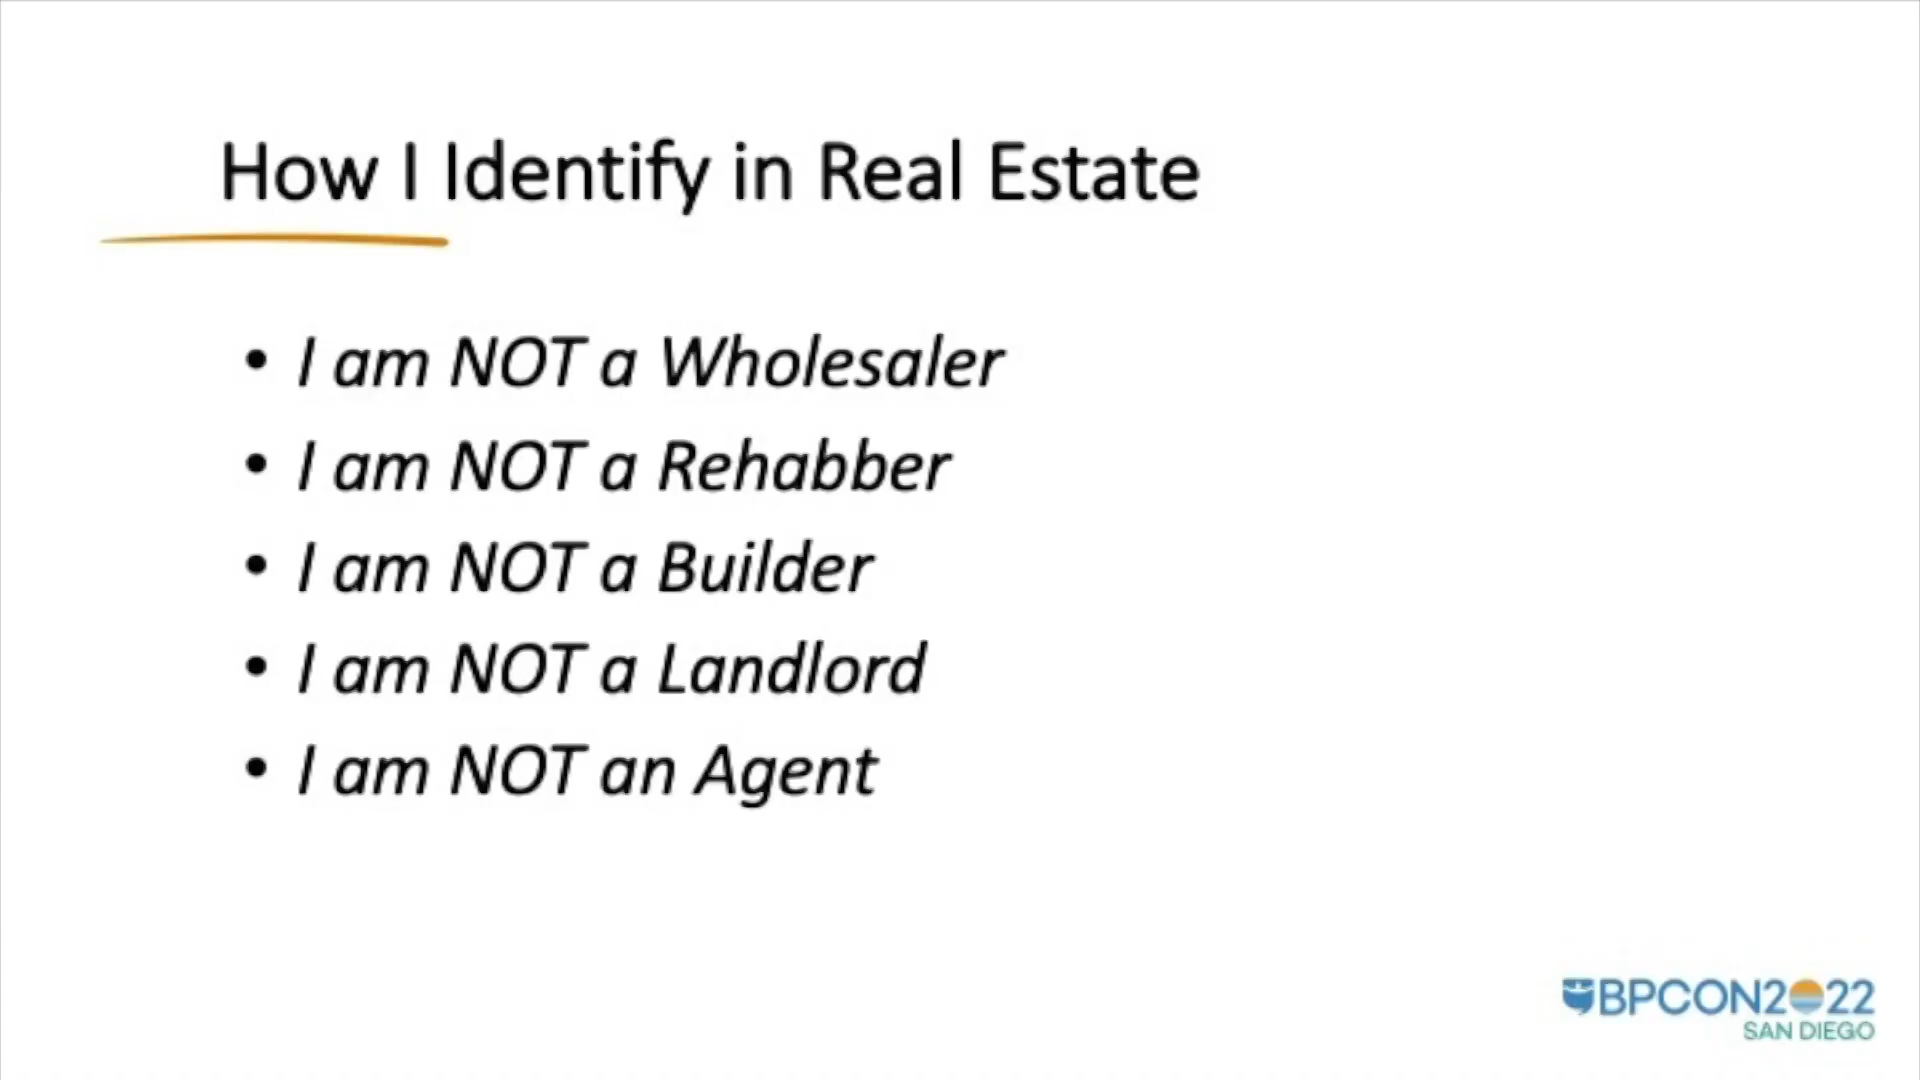 How I Identify in Real Estate
• I am NOT a Wholesaler
• I am NOT a Rehabber
• I am NOT a Builder
• I am NOT a Landlord
• I am NOT an Agent
BPCON2022
SAN DIEGO